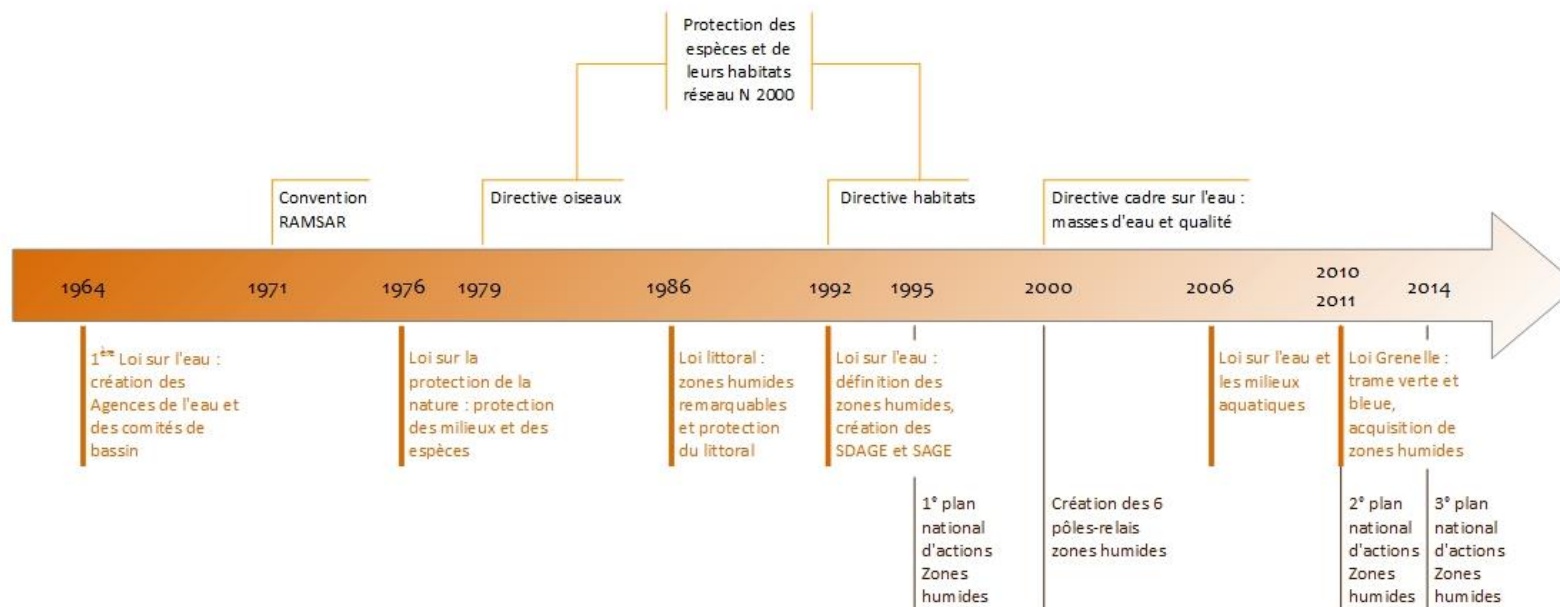 Protection des
espèces et de
leurs habitats
réseau N 2000
Convention
RAMSAR
Directive oiseaux
Directive habitats
Directive cadre sur l'eau :
masses d'eau et qualité
1964
1971
1976
1979
1986
1992
1995
2000
2006
2010
2011
2014
1ère Loi sur l'eau :
création des
Agences de l'eau et
des comités de
bassin
Loi sur la
protection de la
nature : protection
des milieux et des
espèces
Loi littoral :
zones humides
remarquables
et protection
du littoral
Loi sur l'eau :
définition des
zones humides,
création des
SDAGE et SAGE
Loi sur l'eau et
les milieux
aquatiques
Loi Grenelle :
trame verte et
bleue,
acquisition de
zones humides
1° plan
national
d'actions
Zones
humides
Création des 6
pôles-relais
zones humides
2° plan
national
d'actions
Zones
humides
3° plan
national
d'actions
Zones
humides